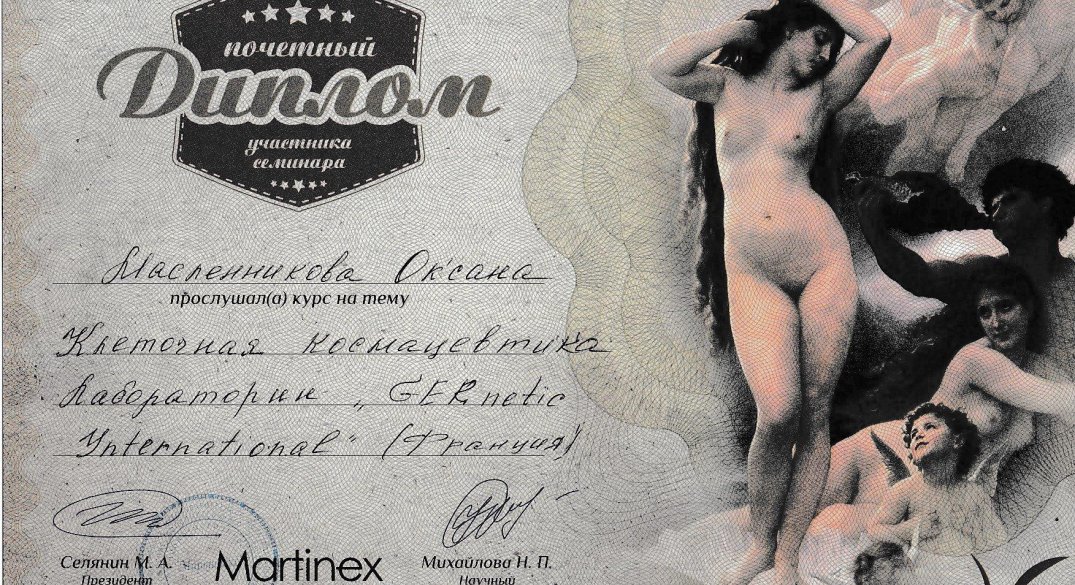 почетный
Диплом
участника
семинара
Масленникова Оксана
прослушал(а) курс на тему
Клеточная космацевтика
Лаборатории „GERnetic
International" (Франция)
Селянин М. А.
Президент
Martinex
Михайлова Н. П.
Научный